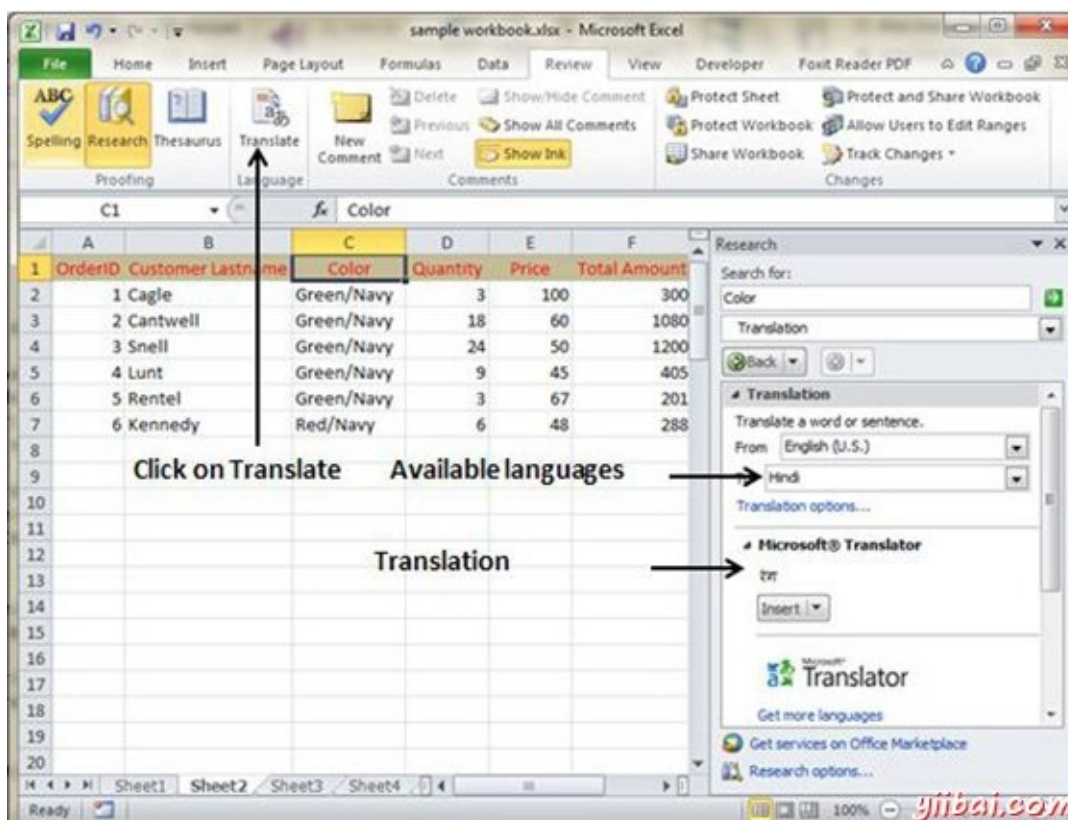 sample workbook.xlsx - Microsoft Excel
File Home Insert Page Layout Formulas Data Review View Developer Foxit Reader PDF
ABC
Spelling Research Thesaurus Translate New Comment
Delete Show/Hide Comment
Previous Show All Comments
Next Show Ink
Protect Sheet Protect and Share Workbook
Protect Workbook Allow Users to Edit Ranges
Share Workbook Track Changes
Proofing Language Comments Changes
C1 fx Color
A B C D E F
1 OrderID Customer Lastname Color Quantity Price Total Amount
2 1 Cagle Green/Navy 3 100 300
3 2 Cantwell Green/Navy 18 60 1080
4 3 Snell Green/Navy 24 50 1200
5 4 Lunt Green/Navy 9 45 405
6 5 Rentel Green/Navy 3 67 201
7 6 Kennedy Red/Navy 6 48 288
8
9
10
11
12
13
14
15
16
17
18
19
20
Click on Translate
Available languages
Translation
Research
Search for:
Color
Translation
Back
Translation
Translate a word or sentence.
From English (U.S.)
Hindi
Translation options...
Microsoft® Translator
रंग
Insert
Microsoft®
Translator
Get more languages
Get services on Office Marketplace
Research options...
Sheet1 Sheet2 Sheet3 Sheet4
Ready 100%
yiibai.com